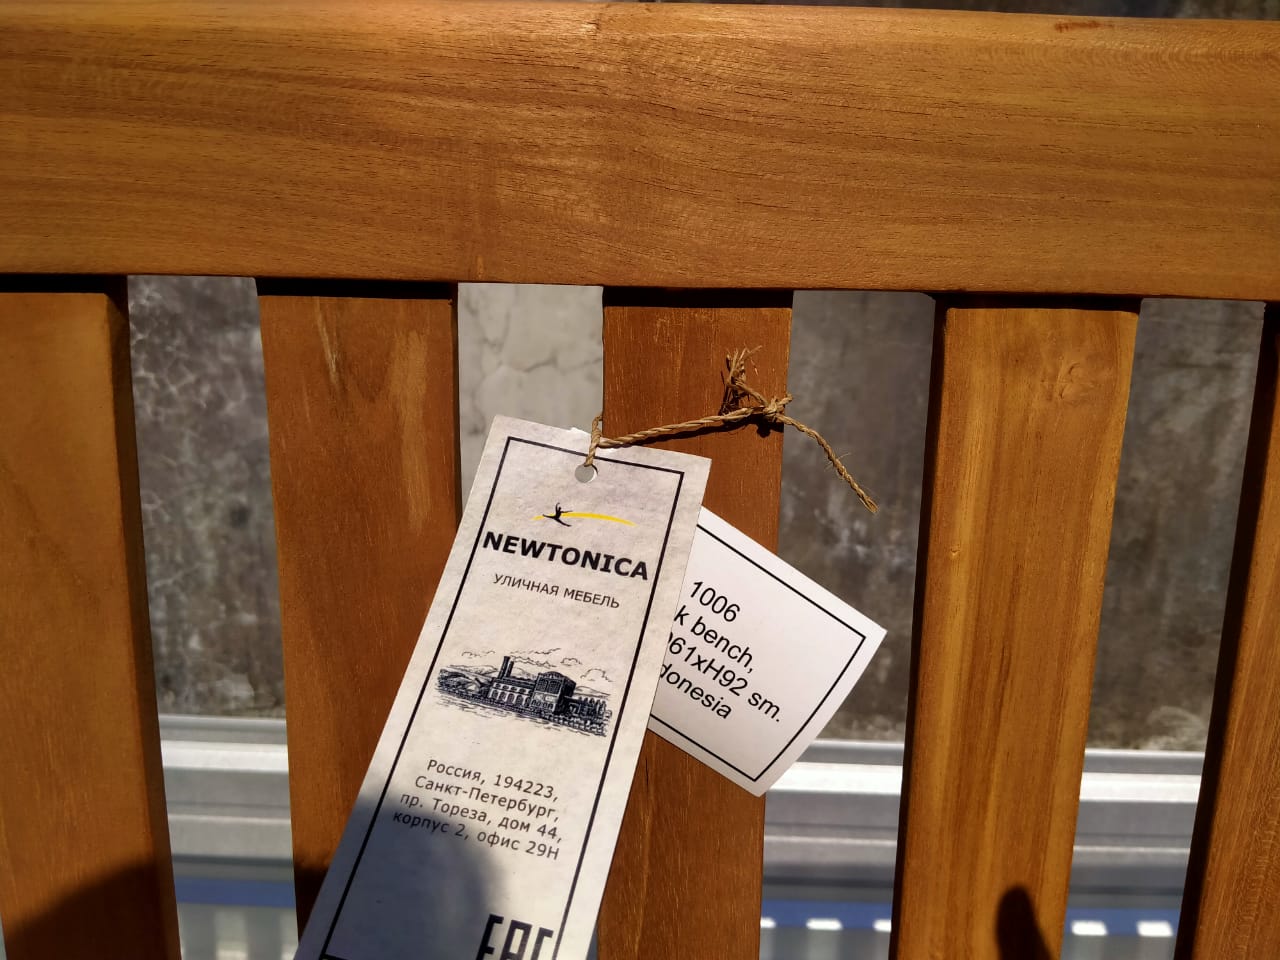 NEWTONICA
УЛИЧНАЯ МЕБЕЛЬ
Россия, 194223,
Санкт-Петербург,
пр. Тореза, дом 44,
корпус 2, офис 29Н
EAC
1006
bench,
61xH92 sm.
donesia